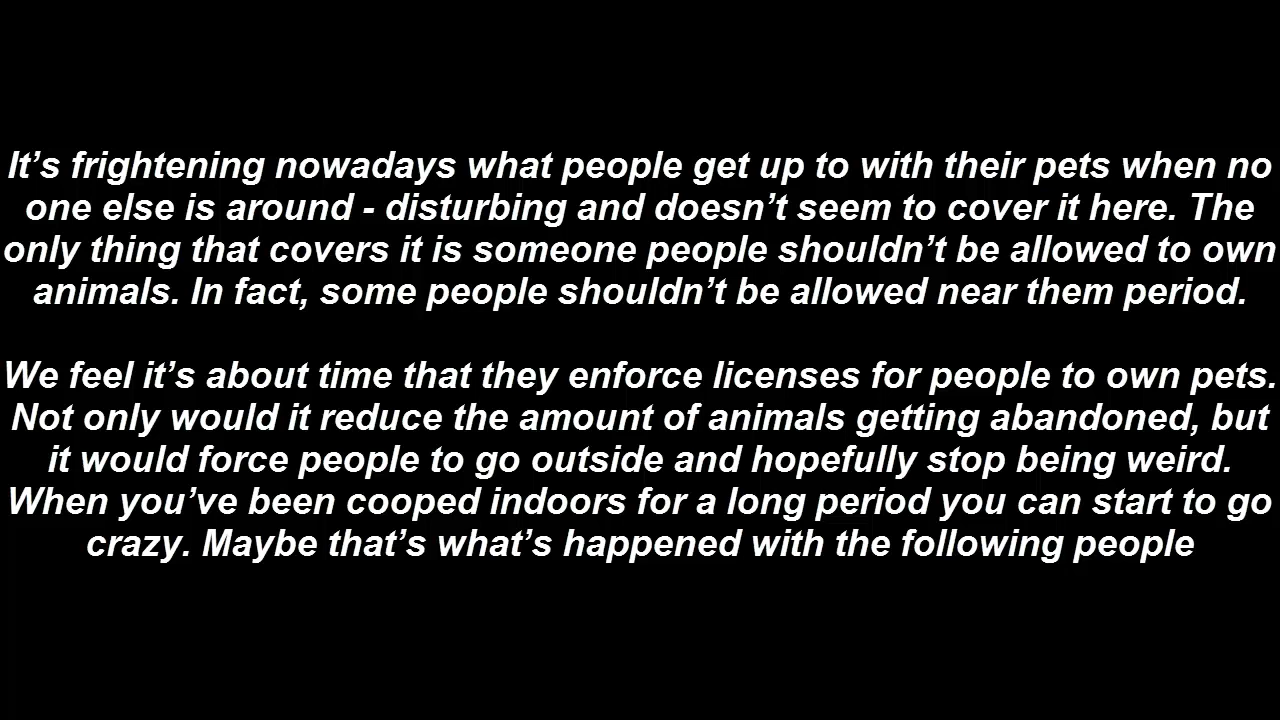 It’s frightening nowadays what people get up to with their pets when no
one else is around - disturbing and doesn’t seem to cover it here. The
only thing that covers it is someone people shouldn’t be allowed to own
animals. In fact, some people shouldn’t be allowed near them period.
We feel it’s about time that they enforce licenses for people to own pets.
Not only would it reduce the amount of animals getting abandoned, but
it would force people to go outside and hopefully stop being weird.
When you’ve been cooped indoors for a long period you can start to go
crazy. Maybe that’s what’s happened with the following people